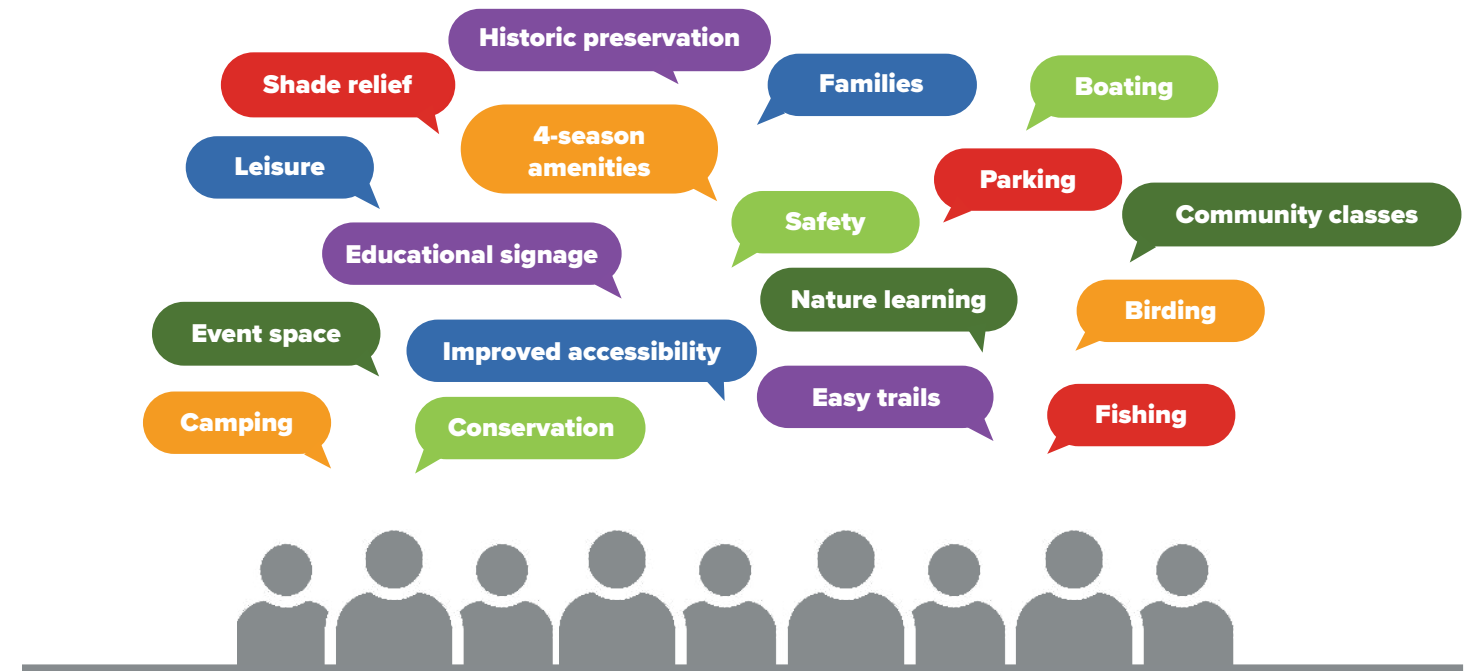 Historic preservation
Shade relief
Families
Boating
4-season
amenities
Leisure
Parking
Community classes
Safety
Educational signage
Nature learning
Birding
Event space
Improved accessibility
Easy trails
Fishing
Camping
Conservation